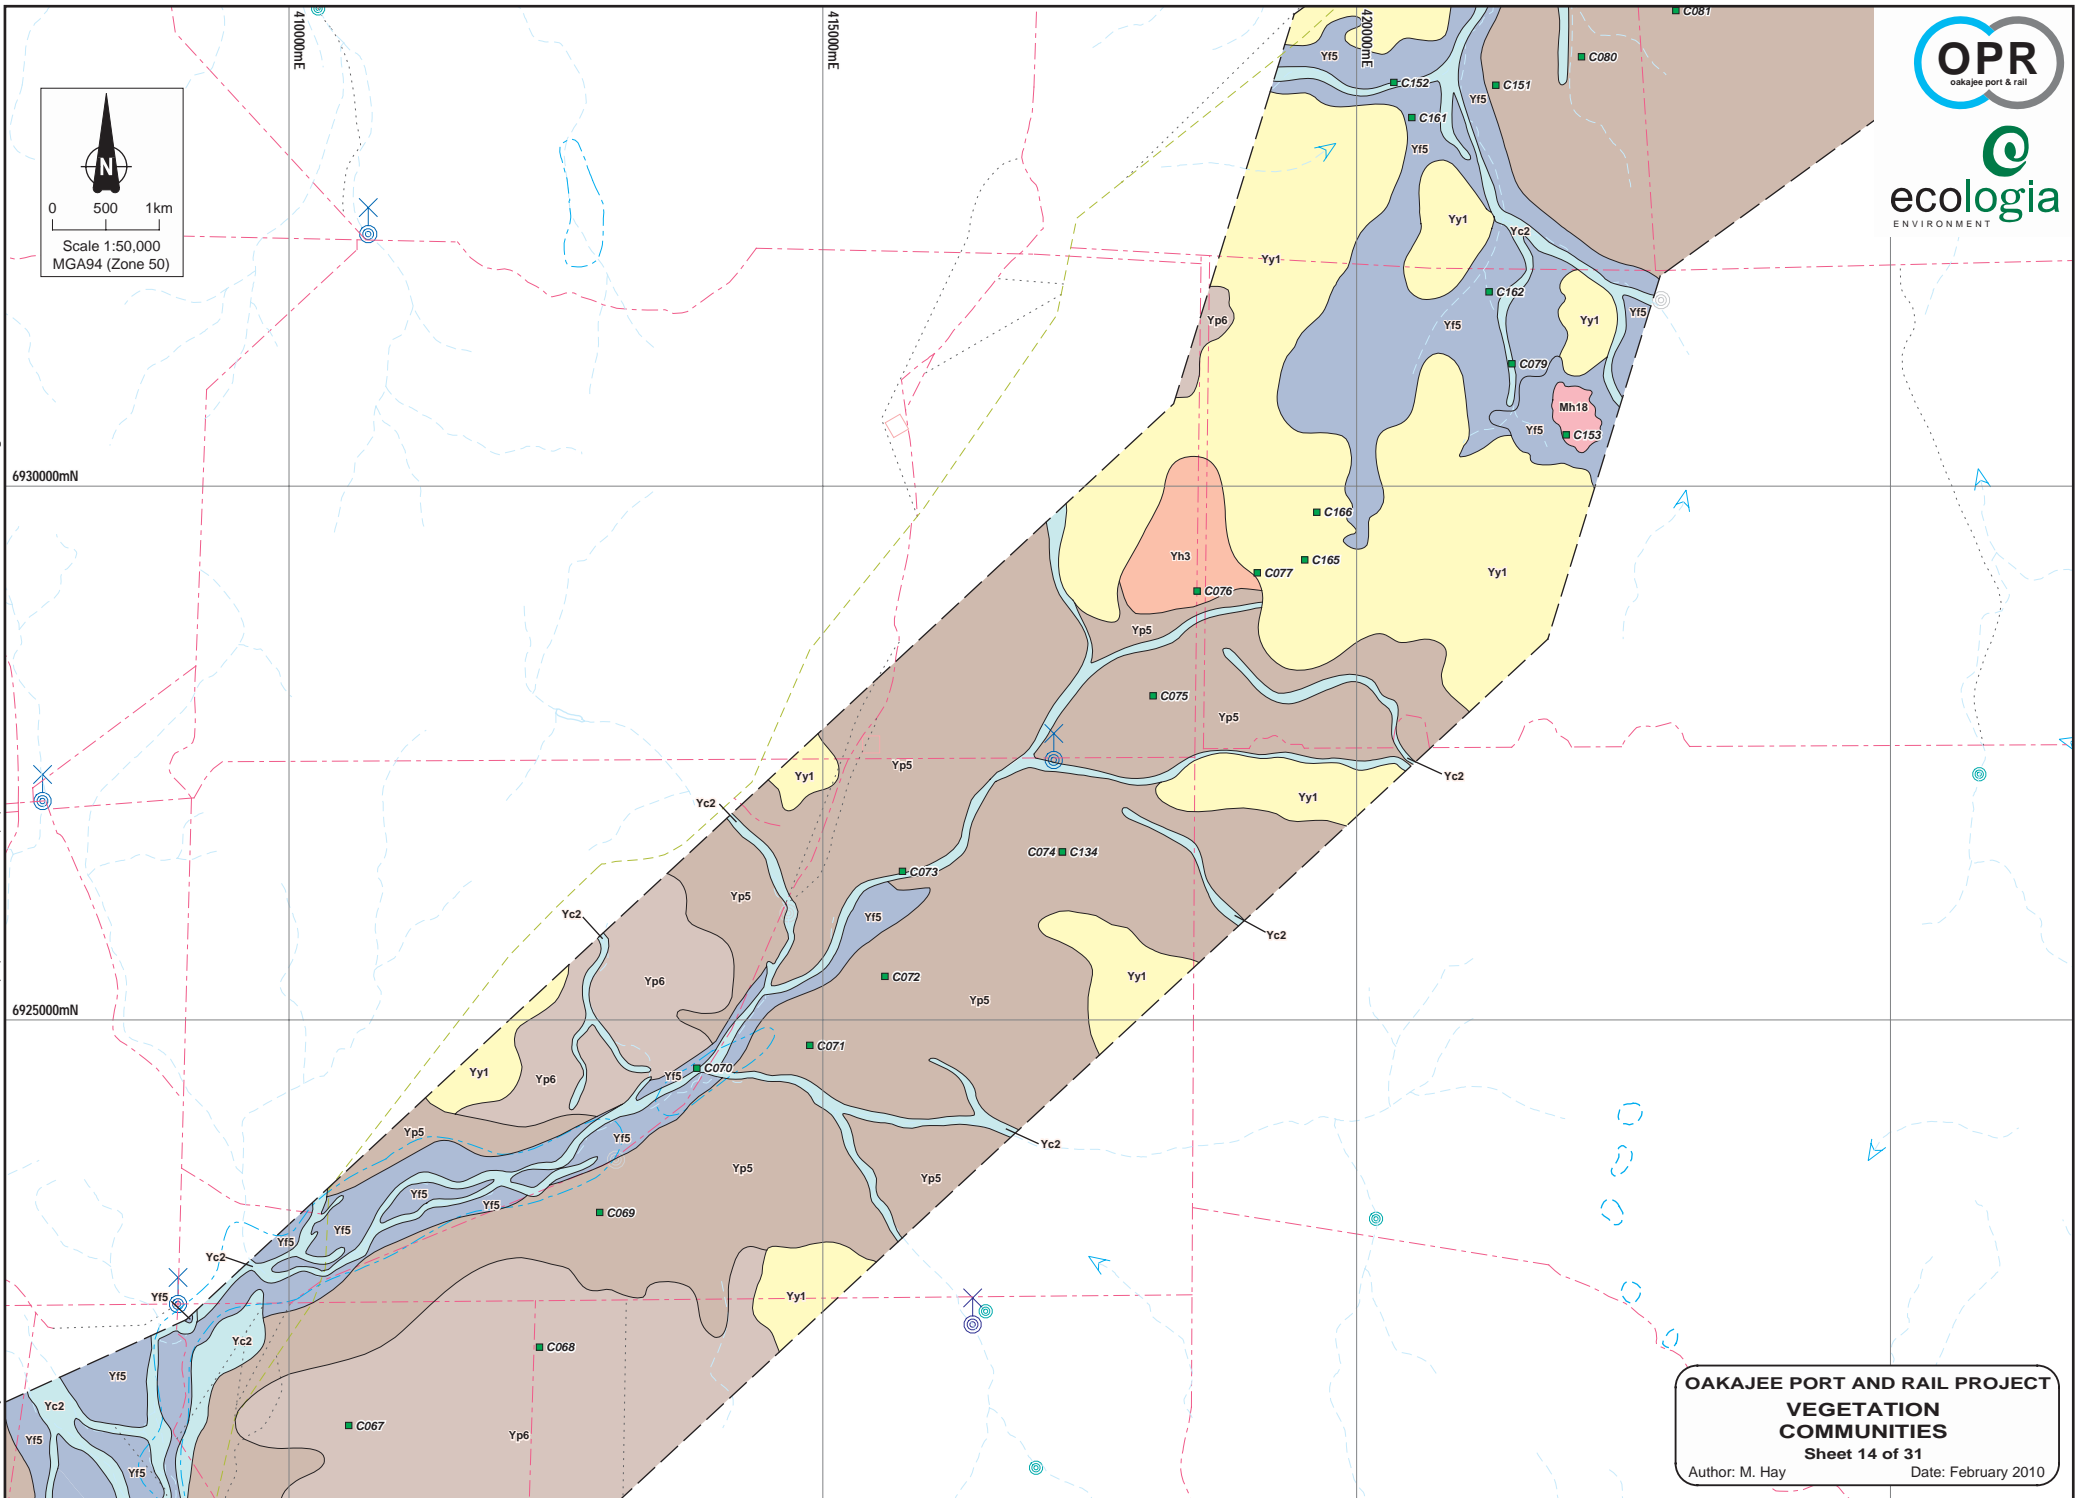 410000mE
415000mE
420000mE
C081
C080
OPR
oakajee port & rail
Yf5
C152
C151
Yf5
C161
Yf5
N
0 500 1km
Scale 1:50,000
MGA94 (Zone 50)
ecologia
ENVIRONMENT
Yy1
Yc2
Yy1
C162
Yp6
Yf5
Yy1
Yf5
C079
Mh18
Yf5
C153
6930000mN
C166
Yh3
C165
C077
Yy1
C076
Yp5
C075
Yp5
Yp5
Yy1
Yc2
Yy1
Yc2
C074
C134
C073
Yp5
Yc2
Yf5
Yc2
C072
Yy1
Yp6
Yp5
6925000mN
C071
C070
Yy1
Yp6
Yf5
Yp5
Yf5
Yc2
Yp5
Yp5
Yf5
Yf5
C069
Yf5
Yf5
Yc2
Yf5
Yy1
Yc2
C068
Yf5
Yc2
C067
Yp6
Yf5
Yf5
OAKAJEE PORT AND RAIL PROJECT
VEGETATION
COMMUNITIES
Sheet 14 of 31
Author: M. Hay Date: February 2010